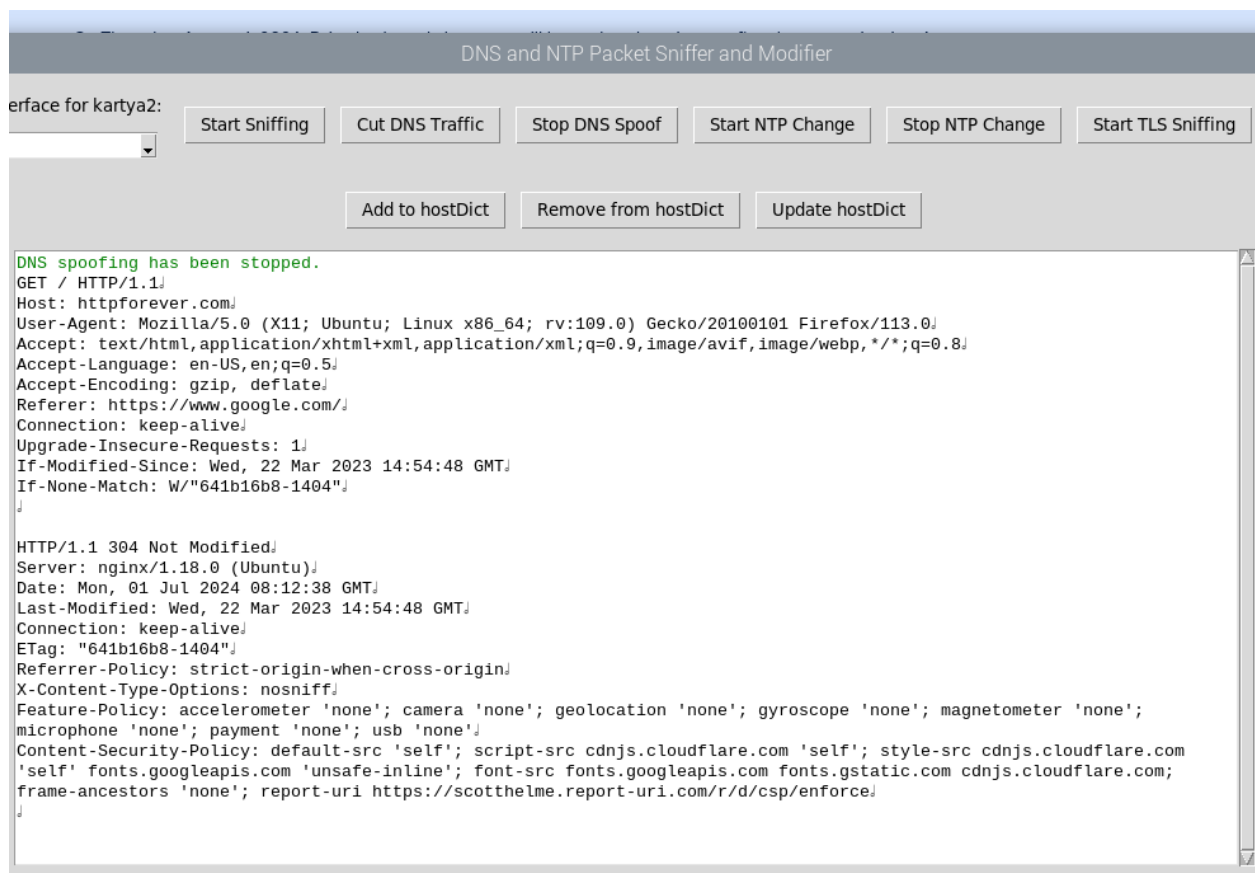 DNS and NTP Packet Sniffer and Modifier
erface for kartya2:
Start Sniffing
Cut DNS Traffic
Stop DNS Spoof
Start NTP Change
Stop NTP Change
Start TLS Sniffing
Add to hostDict
Remove from hostDict
Update hostDict
DNS spoofing has been stopped.
GET / HTTP/1.1
Host: httpforever.com
User-Agent: Mozilla/5.0 (X11; Ubuntu; Linux x86_64; rv:109.0) Gecko/20100101 Firefox/113.0
Accept: text/html,application/xhtml+xml,application/xml;q=0.9,image/avif,image/webp,*/*;q=0.8
Accept-Language: en-US,en;q=0.5
Accept-Encoding: gzip, deflate
Referer: https://www.google.com/
Connection: keep-alive
Upgrade-Insecure-Requests: 1
If-Modified-Since: Wed, 22 Mar 2023 14:54:48 GMT
If-None-Match: W/"641b16b8-1404"
HTTP/1.1 304 Not Modified
Server: nginx/1.18.0 (Ubuntu)
Date: Mon, 01 Jul 2024 08:12:38 GMT
Last-Modified: Wed, 22 Mar 2023 14:54:48 GMT
Connection: keep-alive
ETag: "641b16b8-1404"
Referrer-Policy: strict-origin-when-cross-origin
X-Content-Type-Options: nosniff
Feature-Policy: accelerometer 'none'; camera 'none'; geolocation 'none'; gyroscope 'none'; magnetometer 'none';
microphone 'none'; payment 'none'; usb 'none'
Content-Security-Policy: default-src 'self'; script-src cdnjs.cloudflare.com 'self'; style-src cdnjs.cloudflare.com
'self' fonts.googleapis.com 'unsafe-inline'; font-src fonts.googleapis.com fonts.gstatic.com cdnjs.cloudflare.com;
frame-ancestors 'none'; report-uri https://scotthelme.report-uri.com/r/d/csp/enforce